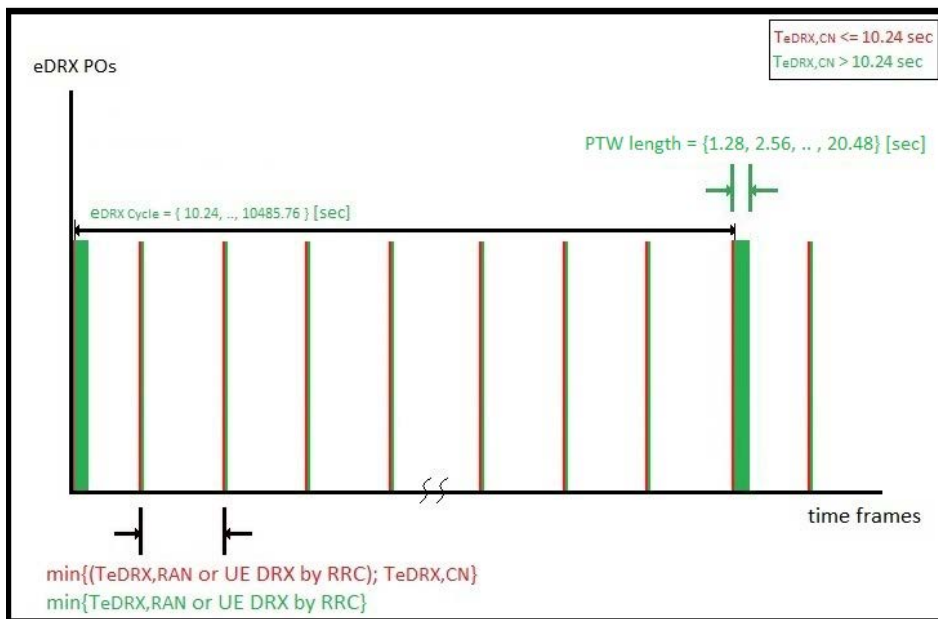 TeDRX,CN <= 10.24 sec
TeDRX,CN > 10.24 sec
eDRX POs
PTW length = {1.28, 2.56, .. , 20.48} [sec]
eDRX Cycle = { 10.24, .., 10485.76 } [sec]
time frames
min{(TeDRX,RAN or UE DRX by RRC); TeDRX,CN}
min{TeDRX,RAN or UE DRX by RRC}